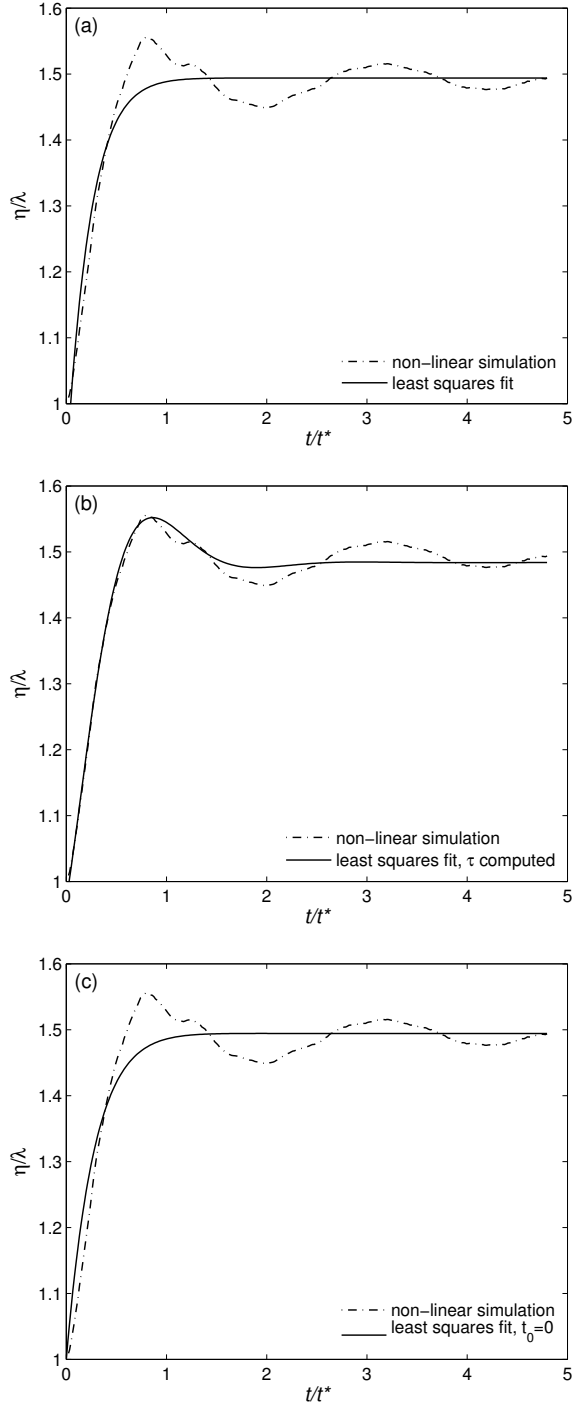 (a)
1.6
1.5
1.4
1.3
1.2
1.1
1
η/λ
non−linear simulation
least squares fit
0 1 2 3 4 5
t/t*
(b)
1.6
1.5
1.4
1.3
1.2
1.1
1
η/λ
non−linear simulation
least squares fit, τ computed
0 1 2 3 4 5
t/t*
(c)
1.6
1.5
1.4
1.3
1.2
1.1
1
η/λ
non−linear simulation
least squares fit, t_0=0
0 1 2 3 4 5
t/t*